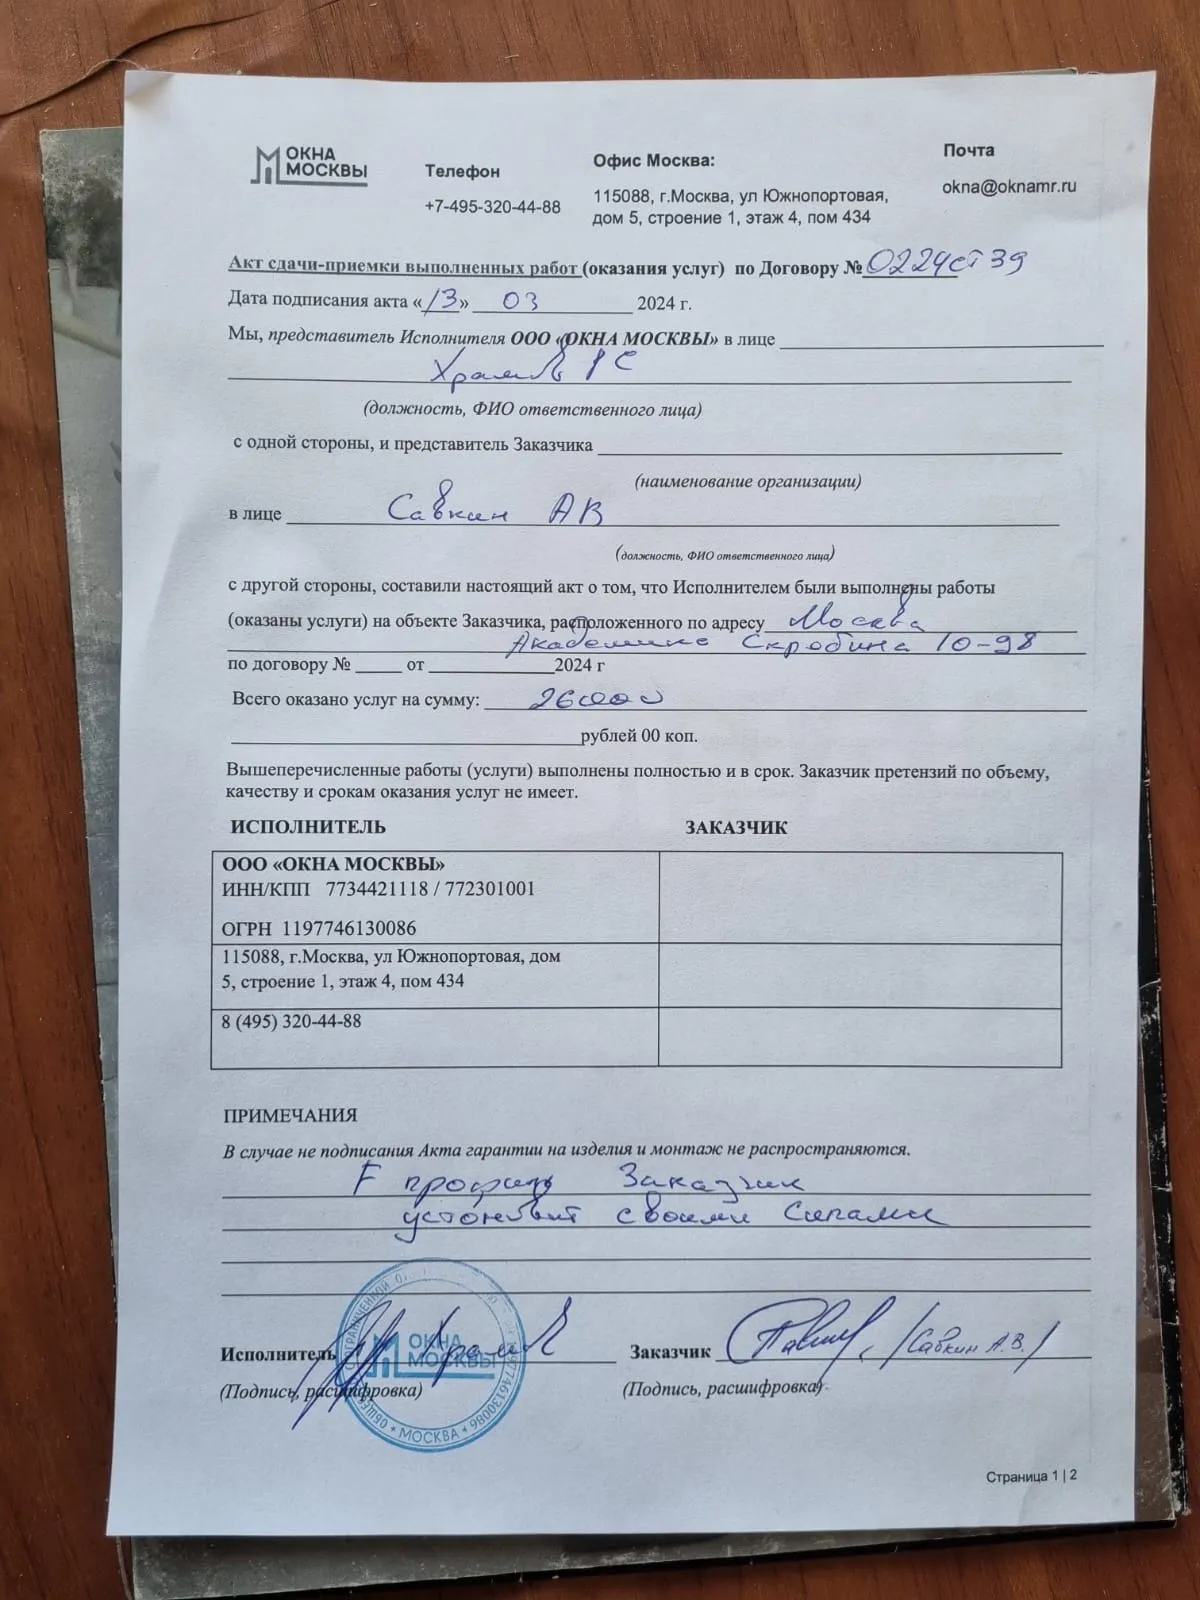 ОКНА
МОСКВЫ
Телефон
+7-495-320-44-88
Офис Москва:
115088, г.Москва, ул Южнопортовая,
дом 5, строение 1, этаж 4, пом 434
Почта
okna@oknamr.ru
Акт сдачи-приемки выполненных работ (оказания услуг) по Договору № 0224ст39
Дата подписания акта «13» 03 2024 г.
Мы, представитель Исполнителя ООО «ОКНА МОСКВЫ» в лице
(должность, ФИО ответственного лица)
с одной стороны, и представитель Заказчика
(наименование организации)
в лице Савкин АВ
(должность, ФИО ответственного лица)
с другой стороны, составили настоящий акт о том, что Исполнителем были выполнены работы
(оказаны услуги) на объекте Заказчика, расположенного по адресу Москва
Академика Скрябина 10-98
по договору № от 2024 г
Всего оказано услуг на сумму:
рублей 00 коп.
Вышеперечисленные работы (услуги) выполнены полностью и в срок. Заказчик претензий по объему,
качеству и срокам оказания услуг не имеет.
ИСПОЛНИТЕЛЬ ЗАКАЗЧИК
ООО «ОКНА МОСКВЫ»
ИНН/КПП 7734421118 / 772301001
ОГРН 1197746130086
115088, г.Москва, ул Южнопортовая, дом
5, строение 1, этаж 4, пом 434
8 (495) 320-44-88
ПРИМЕЧАНИЯ
В случае не подписания Акта гарантии на изделия и монтаж не распространяются.
F профиль Заказчик
установит своими силами
ОКНА
МОСКВЫ
МОСКВА
1197746130086
Исполнитель
(Подпись, расшифровка)
Заказчик /Савкин А.В./
(Подпись, расшифровка)
Страница 1 | 2